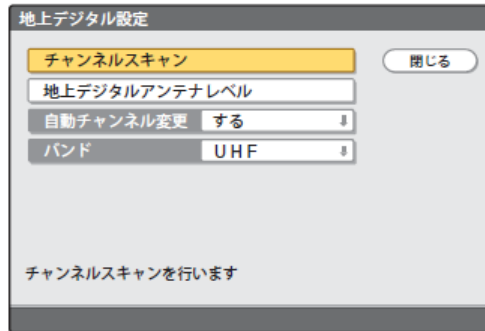 地上デジタル設定
チャンネルスキャン
閉じる
地上デジタルアンテナレベル
自動チャンネル変更 する
バンド UHF
チャンネルスキャンを行います